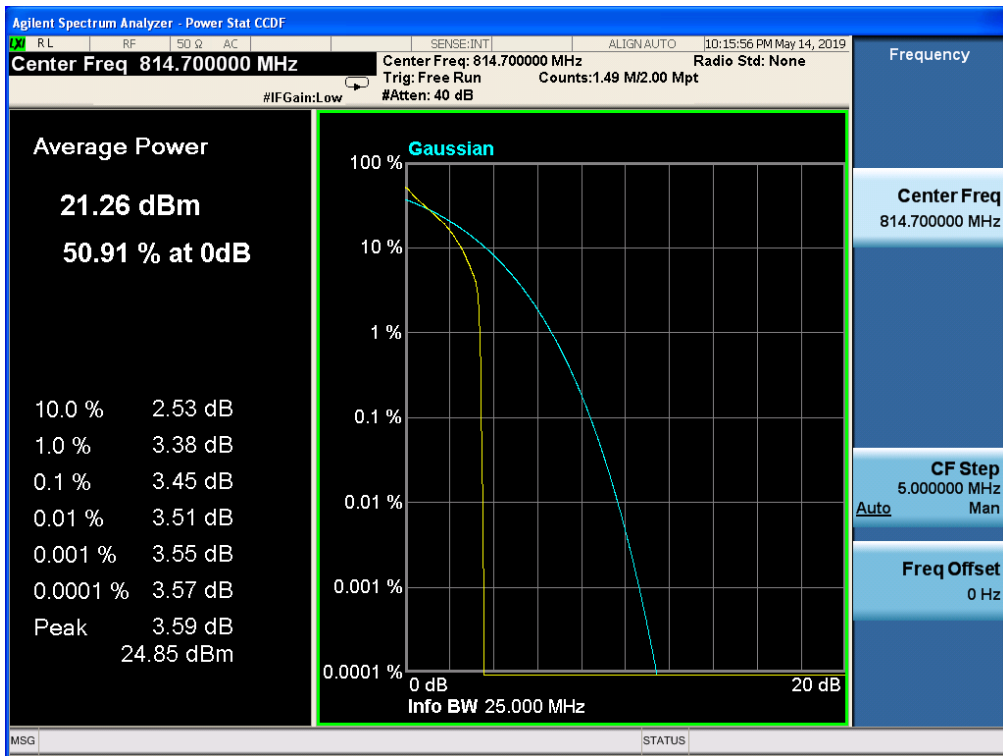 Agilent Spectrum Analyzer - Power Stat CCDF
LXI RL RF 50 Ω AC SENSE:INT ALIGN AUTO 10:15:56 PM May 14, 2019
Center Freq 814.700000 MHz
#IFGain:Low
Center Freq: 814.700000 MHz Radio Std: None
Trig: Free Run Counts:1.49 M/2.00 Mpt
#Atten: 40 dB
Average Power
21.26 dBm
50.91 % at 0dB
10.0 % 2.53 dB
1.0 % 3.38 dB
0.1 % 3.45 dB
0.01 % 3.51 dB
0.001 % 3.55 dB
0.0001 % 3.57 dB
Peak 3.59 dB
24.85 dBm
Gaussian
100 %
10 %
1 %
0.1 %
0.01 %
0.001 %
0.0001 %
0 dB 20 dB
Info BW 25.000 MHz
Frequency
Center Freq
814.700000 MHz
CF Step
5.000000 MHz
Auto Man
Freq Offset
0 Hz
MSG STATUS